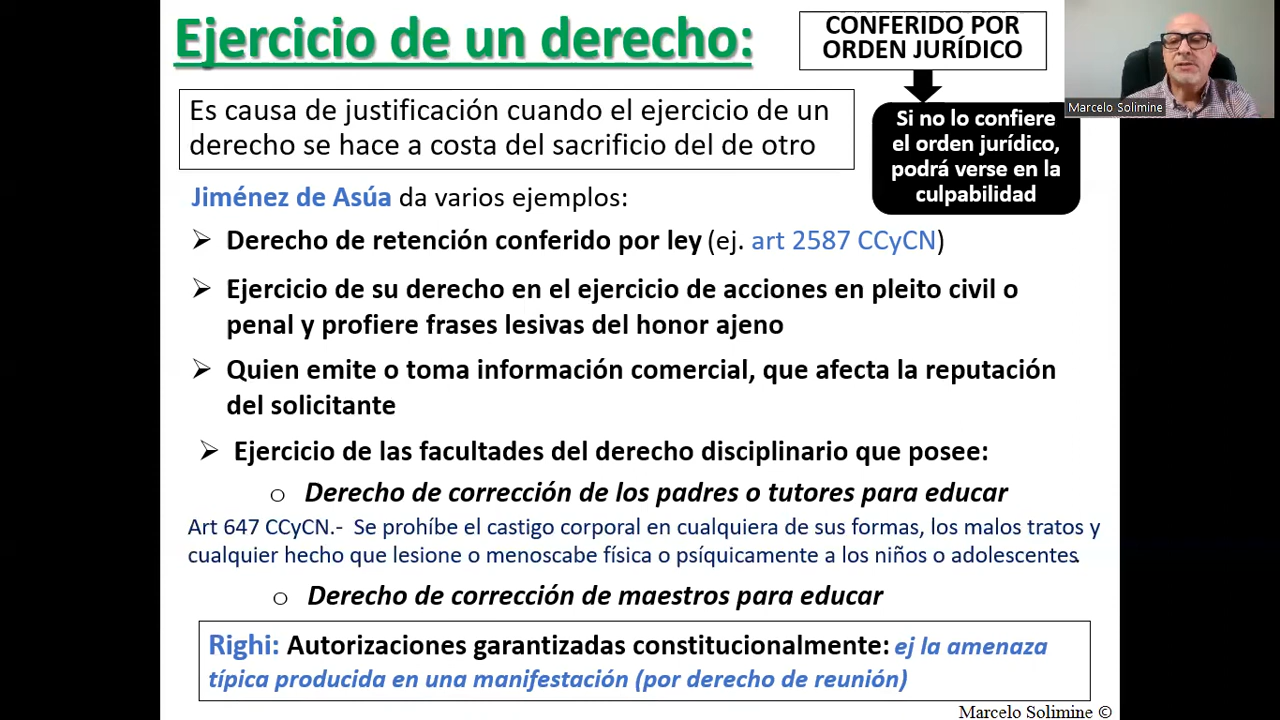 Ejercicio de un derecho:
CONFERIDO POR
ORDEN JURÍDICO
Marcelo Solimine
Si no lo confiere
el orden jurídico,
podrá verse en la
culpabilidad
Es causa de justificación cuando el ejercicio de un
derecho se hace a costa del sacrificio del de otro
Jiménez de Asúa da varios ejemplos:
➢ Derecho de retención conferido por ley (ej. art 2587 CCyCN)
➢ Ejercicio de su derecho en el ejercicio de acciones en pleito civil o
penal y profiere frases lesivas del honor ajeno
➢ Quien emite o toma información comercial, que afecta la reputación
del solicitante
➢ Ejercicio de las facultades del derecho disciplinario que posee:
o Derecho de corrección de los padres o tutores para educar
Art 647 CCyCN.- Se prohíbe el castigo corporal en cualquiera de sus formas, los malos tratos y
cualquier hecho que lesione o menoscabe física o psíquicamente a los niños o adolescentes.
o Derecho de corrección de maestros para educar
Righi: Autorizaciones garantizadas constitucionalmente: ej la amenaza
típica producida en una manifestación (por derecho de reunión)
Marcelo Solimine ©